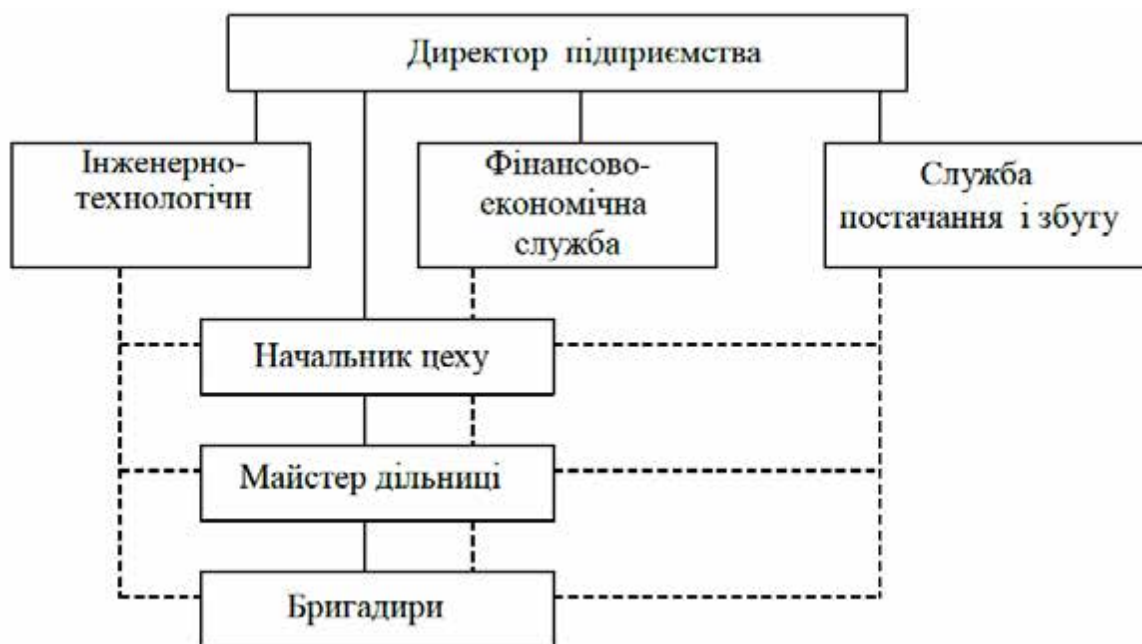 Директор підприємства
Інженерно-
технологічн
Фінансово-
економічна
служба
Служба
постачання і збуту
Начальник цеху
Майстер дільниці
Бригадири